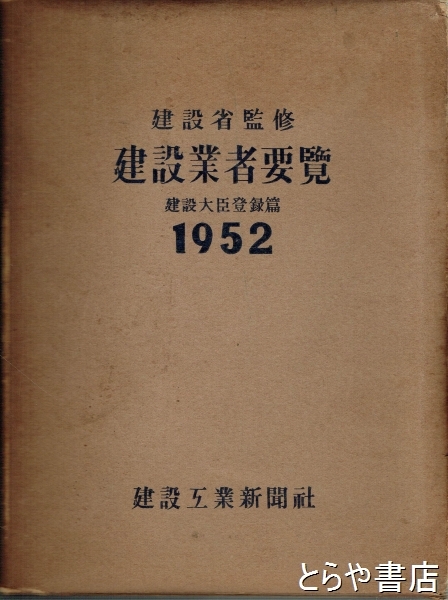 建設省監修
建設業者要覽
建設大臣登録篇
1952
建設工業新聞社
とらや書店